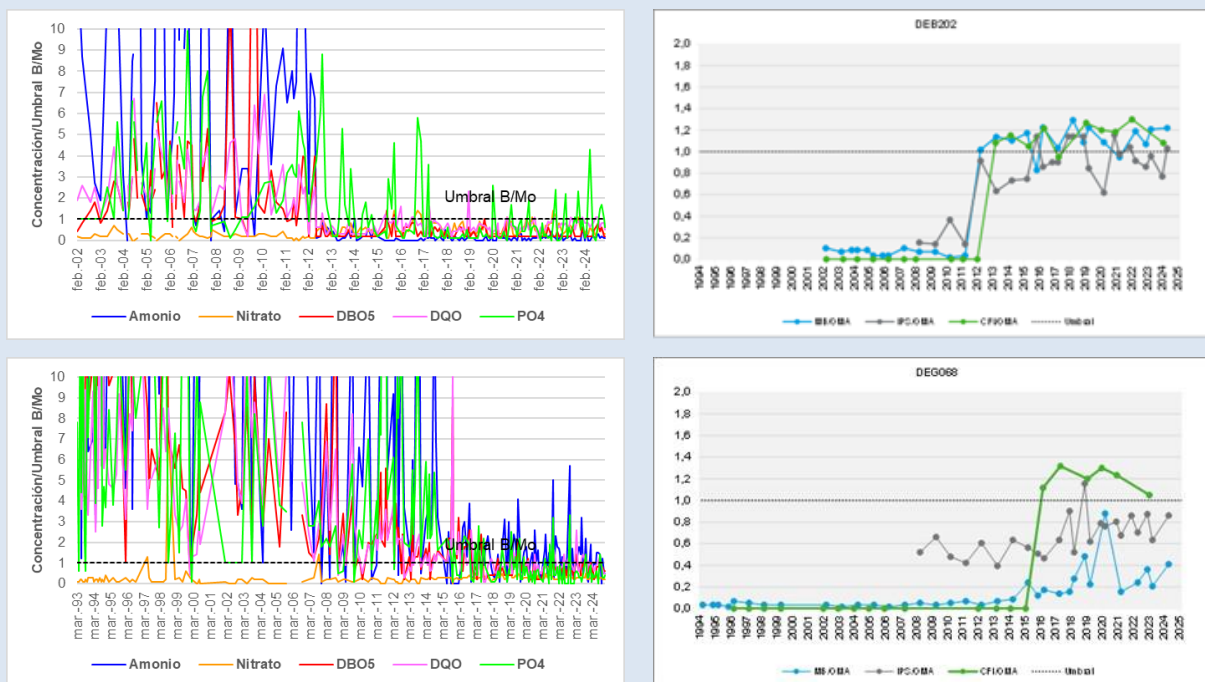 Concentración/Umbral B/Mo
10
9
8
7
6
5
4
3
2
1
0
Umbral B/Mo
feb.-02
feb.-03
feb.-04
feb.-05
feb.-06
feb.-07
feb.-08
feb.-09
feb.-10
feb.-11
feb.-12
feb.-13
feb.-14
feb.-15
feb.-16
feb.-17
feb.-18
feb.-19
feb.-20
feb.-21
feb.-22
feb.-23
feb.-24
Amonio Nitrato DBO5 DQO PO4
DEB202
2,0
1,8
1,6
1,4
1,2
1,0
0,8
0,6
0,4
0,2
0,0
1994 1995 1996 1997 1998 1999 2000 2001 2002 2003 2004 2005 2006 2007 2008 2009 2010 2011 2012 2013 2014 2015 2016 2017 2018 2019 2020 2021 2022 2023 2024 2025
Umbral
Concentración/Umbral B/Mo
10
9
8
7
6
5
4
3
2
1
0
Umbral B/Mo
mar.-93
mar.-94
mar.-95
mar.-96
mar.-97
mar.-98
mar.-99
mar.-00
mar.-01
mar.-02
mar.-03
mar.-04
mar.-05
mar.-06
mar.-07
mar.-08
mar.-09
mar.-10
mar.-11
mar.-12
mar.-13
mar.-14
mar.-15
mar.-16
mar.-17
mar.-18
mar.-19
mar.-20
mar.-21
mar.-22
mar.-23
mar.-24
Amonio Nitrato DBO5 DQO PO4
DEG068
2,0
1,8
1,6
1,4
1,2
1,0
0,8
0,6
0,4
0,2
0,0
1994 1995 1996 1997 1998 1999 2000 2001 2002 2003 2004 2005 2006 2007 2008 2009 2010 2011 2012 2013 2014 2015 2016 2017 2018 2019 2020 2021 2022 2023 2024 2025
Umbral